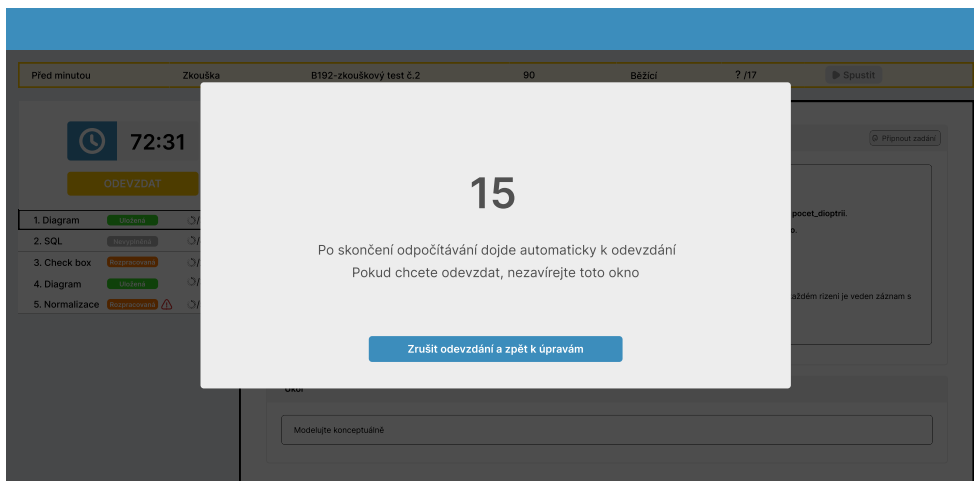 Před minutou Zkouška B192-zkouškový test č.2 90 Běžící ? /17 Spustit
72:31
ODEVZDAT
1. Diagram Uložená
2. SQL Nevyplněna
3. Check box Rozpracovaná
4. Diagram Uložená
5. Normalizace Rozpracovaná
15
Po skončení odpočítávání dojde automaticky k odevzdání
Pokud chcete odevzdat, nezavírejte toto okno
Zrušit odevzdání a zpět k úpravám
Připnout zadání
pocet_dioptrii.
o.
každém rizení je veden záznam s
Úkol
Modelujte konceptuálně